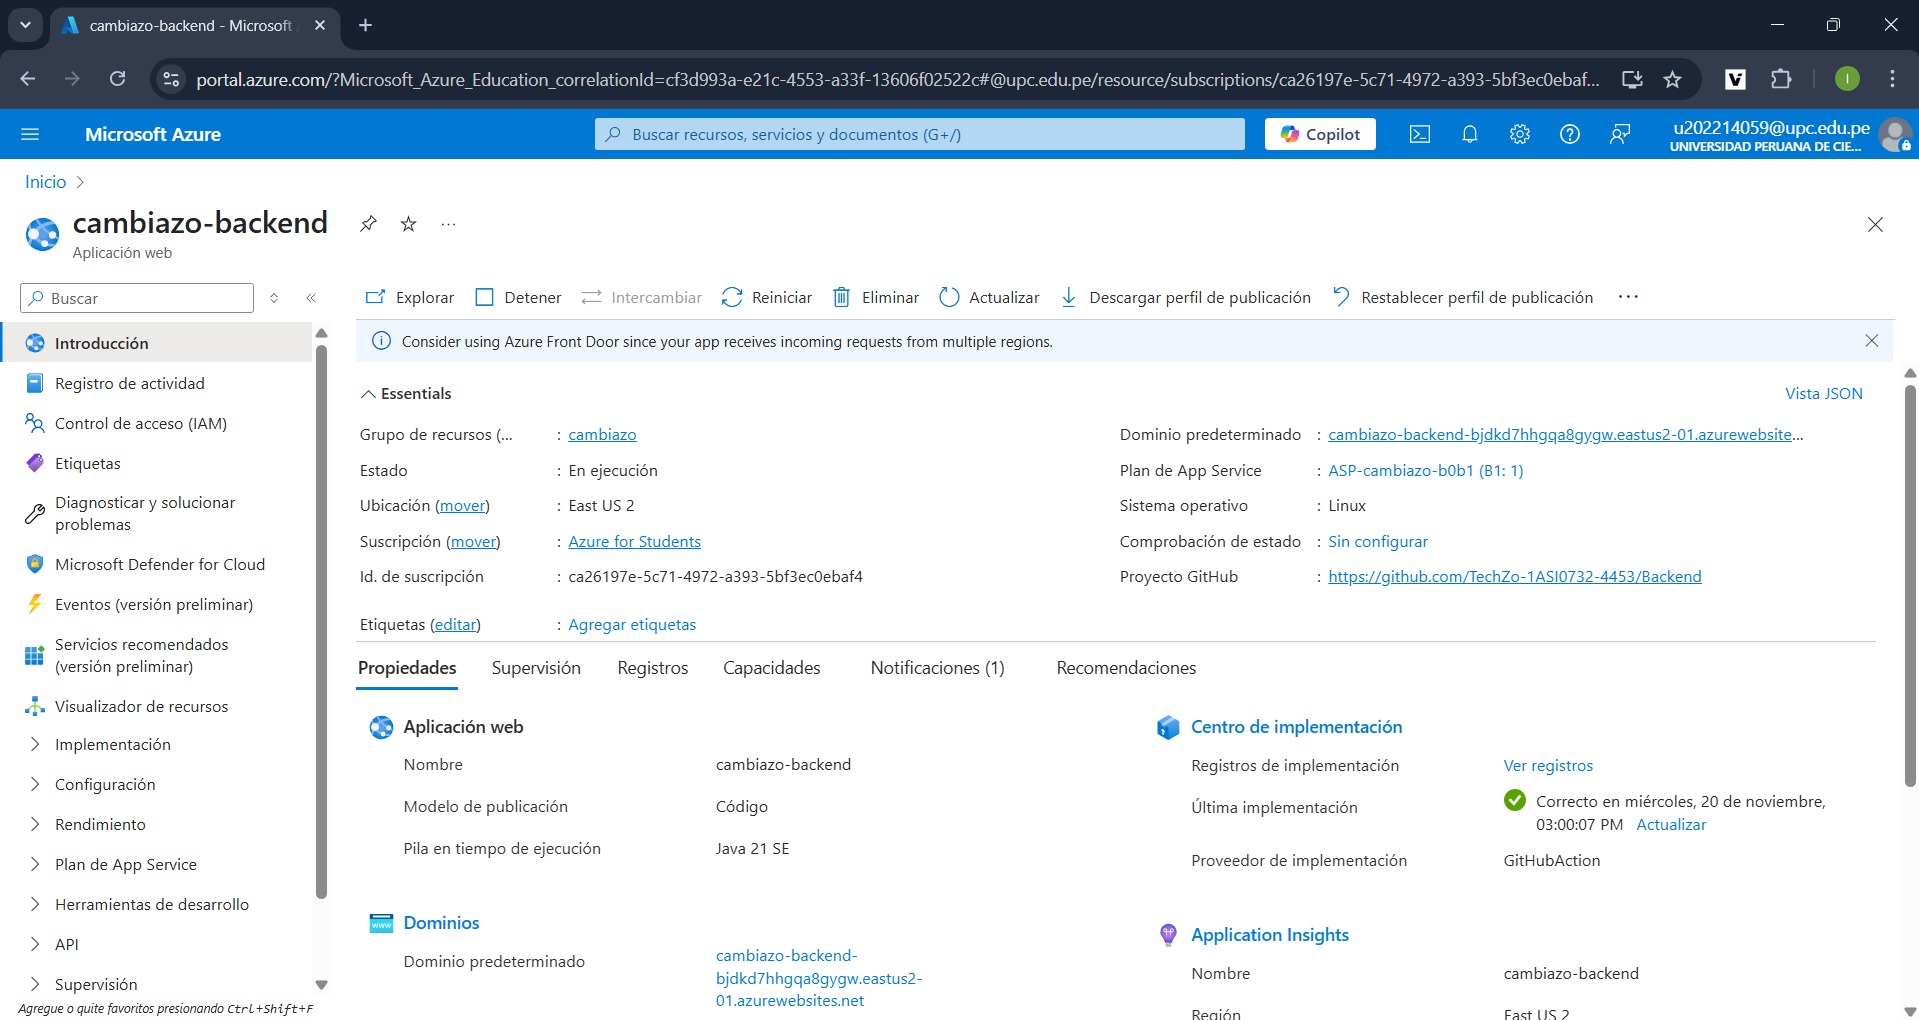 cambiazo-backend - Microsoft
portal.azure.com/?Microsoft_Azure_Education_correlationId=cf3d993a-e21c-4553-a33f-13606f02522c#@upc.edu.pe/resource/subscriptions/ca26197e-5c71-4972-a393-5bf3ec0ebaf...
I
Microsoft Azure
Buscar recursos, servicios y documentos (G+/)
Copilot
u202214059@upc.edu.pe
UNIVERSIDAD PERUANA DE CIE...
Inicio
cambiazo-backend
Aplicación web
Buscar
Explorar
Detener
Intercambiar
Reiniciar
Eliminar
Actualizar
Descargar perfil de publicación
Restablecer perfil de publicación
Consider using Azure Front Door since your app receives incoming requests from multiple regions.
Introducción
Registro de actividad
Control de acceso (IAM)
Etiquetas
Diagnosticar y solucionar
problemas
Microsoft Defender for Cloud
Eventos (versión preliminar)
Servicios recomendados
(versión preliminar)
Visualizador de recursos
Implementación
Configuración
Rendimiento
Plan de App Service
Herramientas de desarrollo
API
Supervisión
Agregue o quite favoritos presionando Ctrl+Shift+F
Essentials
Vista JSON
Grupo de recursos (... : cambiazo
Estado : En ejecución
Ubicación (mover) : East US 2
Suscripción (mover) : Azure for Students
Id. de suscripción : ca26197e-5c71-4972-a393-5bf3ec0ebaf4
Etiquetas (editar) : Agregar etiquetas
Dominio predeterminado : cambiazo-backend-bjdkd7hhgqa8gygw.eastus2-01.azurewebsite...
Plan de App Service : ASP-cambiazo-b0b1 (B1: 1)
Sistema operativo : Linux
Comprobación de estado : Sin configurar
Proyecto GitHub : https://github.com/TechZo-1ASI0732-4453/Backend
Propiedades
Supervisión
Registros
Capacidades
Notificaciones (1)
Recomendaciones
Aplicación web
Nombre cambiazo-backend
Modelo de publicación Código
Pila en tiempo de ejecución Java 21 SE
Dominios
Dominio predeterminado cambiazo-backend-
bjdkd7hhgqa8gygw.eastus2-
01.azurewebsites.net
Centro de implementación
Registros de implementación Ver registros
Última implementación Correcto en miércoles, 20 de noviembre,
03:00:07 PM Actualizar
Proveedor de implementación GitHubAction
Application Insights
Nombre cambiazo-backend
Región East US 2